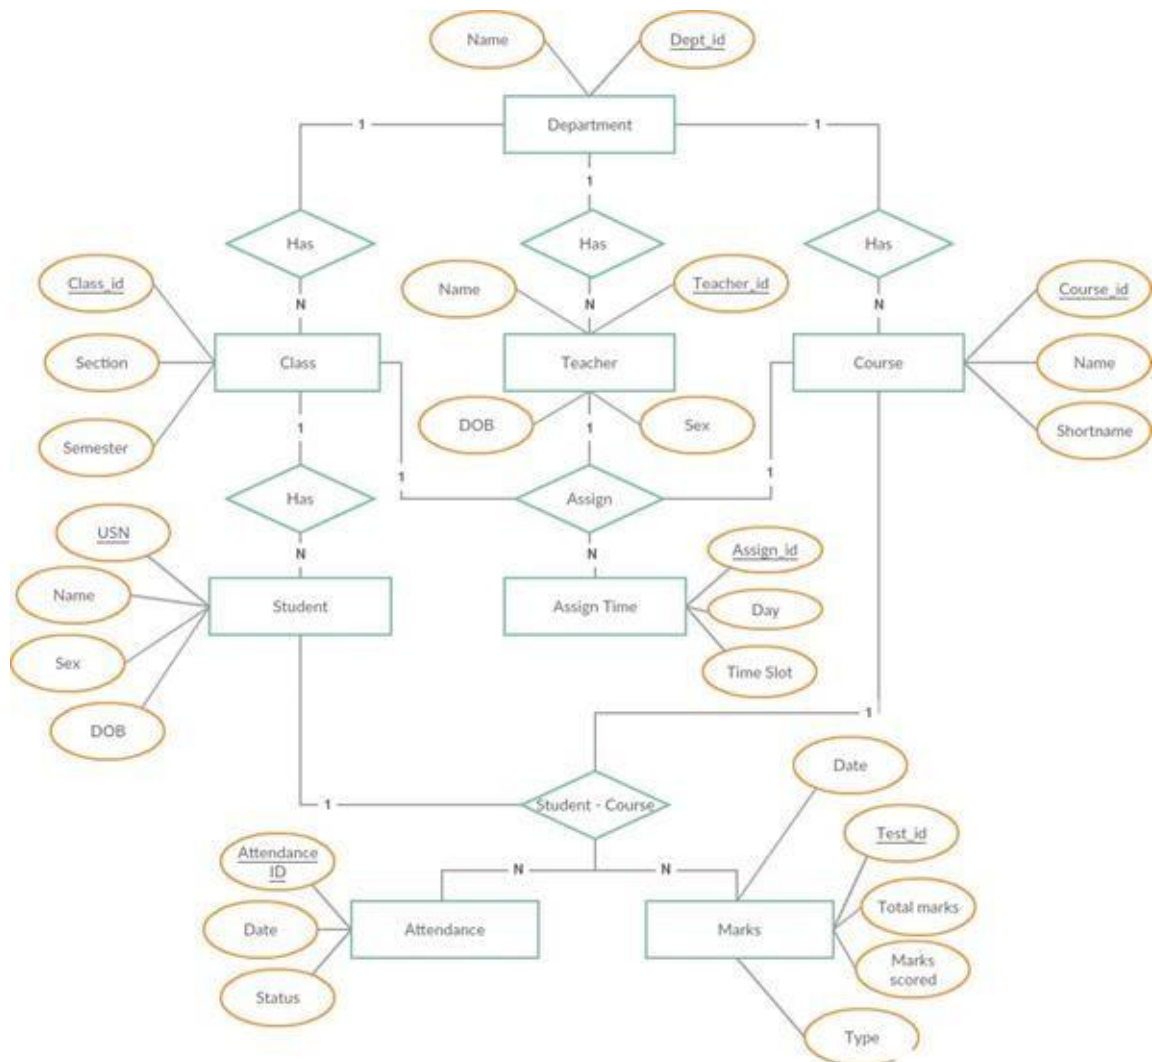 Name
Dept_id
Department
1
1
1
Has
Has
Has
Class_id
Name
Teacher_id
Course_id
N
N
N
Section
Class
Teacher
Course
Name
Semester
DOB
Sex
Shortname
1
1
1
1
Has
Assign
USN
N
N
Assign_id
Name
Student
Assign Time
Day
Sex
Time Slot
DOB
1
Date
1
Student - Course
Test_id
Attendance
ID
N
N
Total marks
Date
Attendance
Marks
Marks
scored
Status
Type